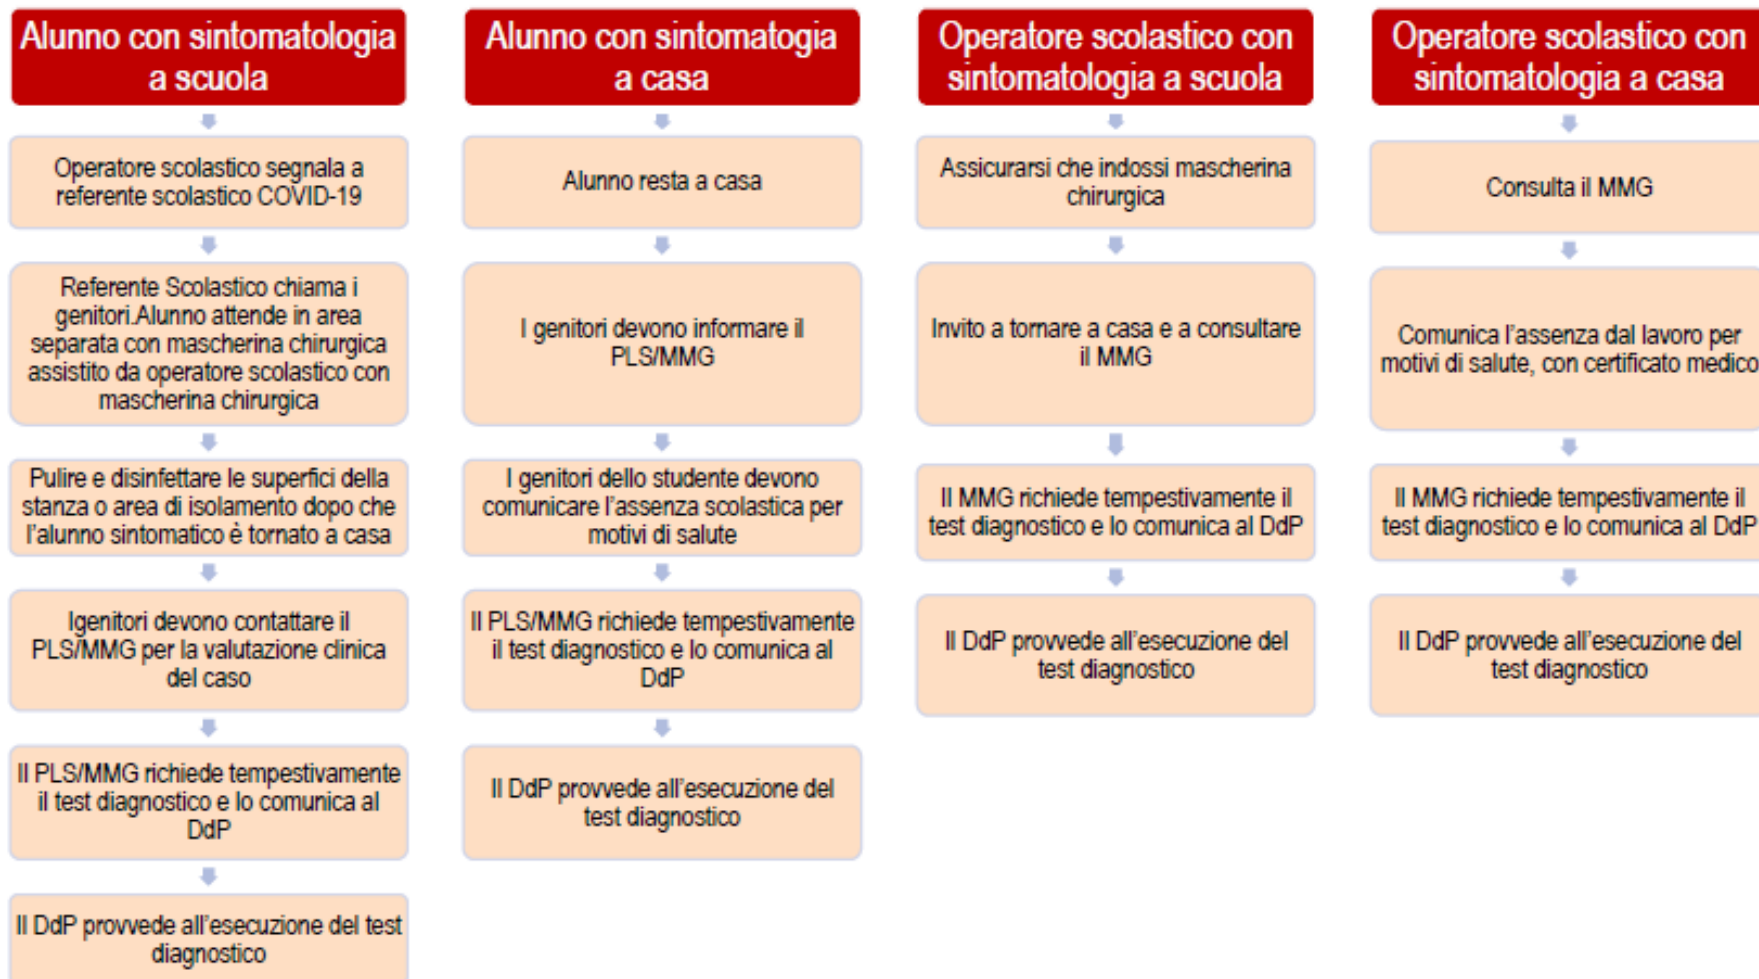 Alunno con sintomatologia
a scuola
Operatore scolastico segnala a
referente scolastico COVID-19
Referente Scolastico chiama i
genitori.Alunno attende in area
separata con mascherina chirurgica
assistito da operatore scolastico con
mascherina chirurgica
Pulire e disinfettare le superfici della
stanza o area di isolamento dopo che
l'alunno sintomatico è tornato a casa
Igenitori devono contattare il
PLS/MMG per la valutazione clinica
del caso
Il PLS/MMG richiede tempestivamente
il test diagnostico e lo comunica al
DdP
Il DdP provvede all'esecuzione del test
diagnostico
Alunno con sintomatogia
a casa
Alunno resta a casa
I genitori devono informare il
PLS/MMG
I genitori dello studente devono
comunicare l'assenza scolastica per
motivi di salute
Il PLS/MMG richiede tempestivamente
il test diagnostico e lo comunica al
DdP
Il DdP provvede all'esecuzione del
test diagnostico
Operatore scolastico con
sintomatologia a scuola
Assicurarsi che indossi mascherina
chirurgica
Invito a tornare a casa e a consultare
il MMG
Il MMG richiede tempestivamente il
test diagnostico e lo comunica al DdP
Il DdP provvede all'esecuzione del
test diagnostico
Operatore scolastico con
sintomatologia a casa
Consulta il MMG
Comunica l'assenza dal lavoro per
motivi di salute, con certificato medico
Il MMG richiede tempestivamente il
test diagnostico e lo comunica al DdP
Il DdP provvede all'esecuzione del
test diagnostico